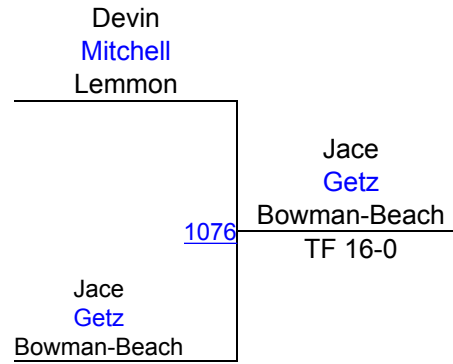 Devin
Mitchell
Lemmon
Jace
Getz
Bowman-Beach
1076
TF 16-0
Jace
Getz
Bowman-Beach